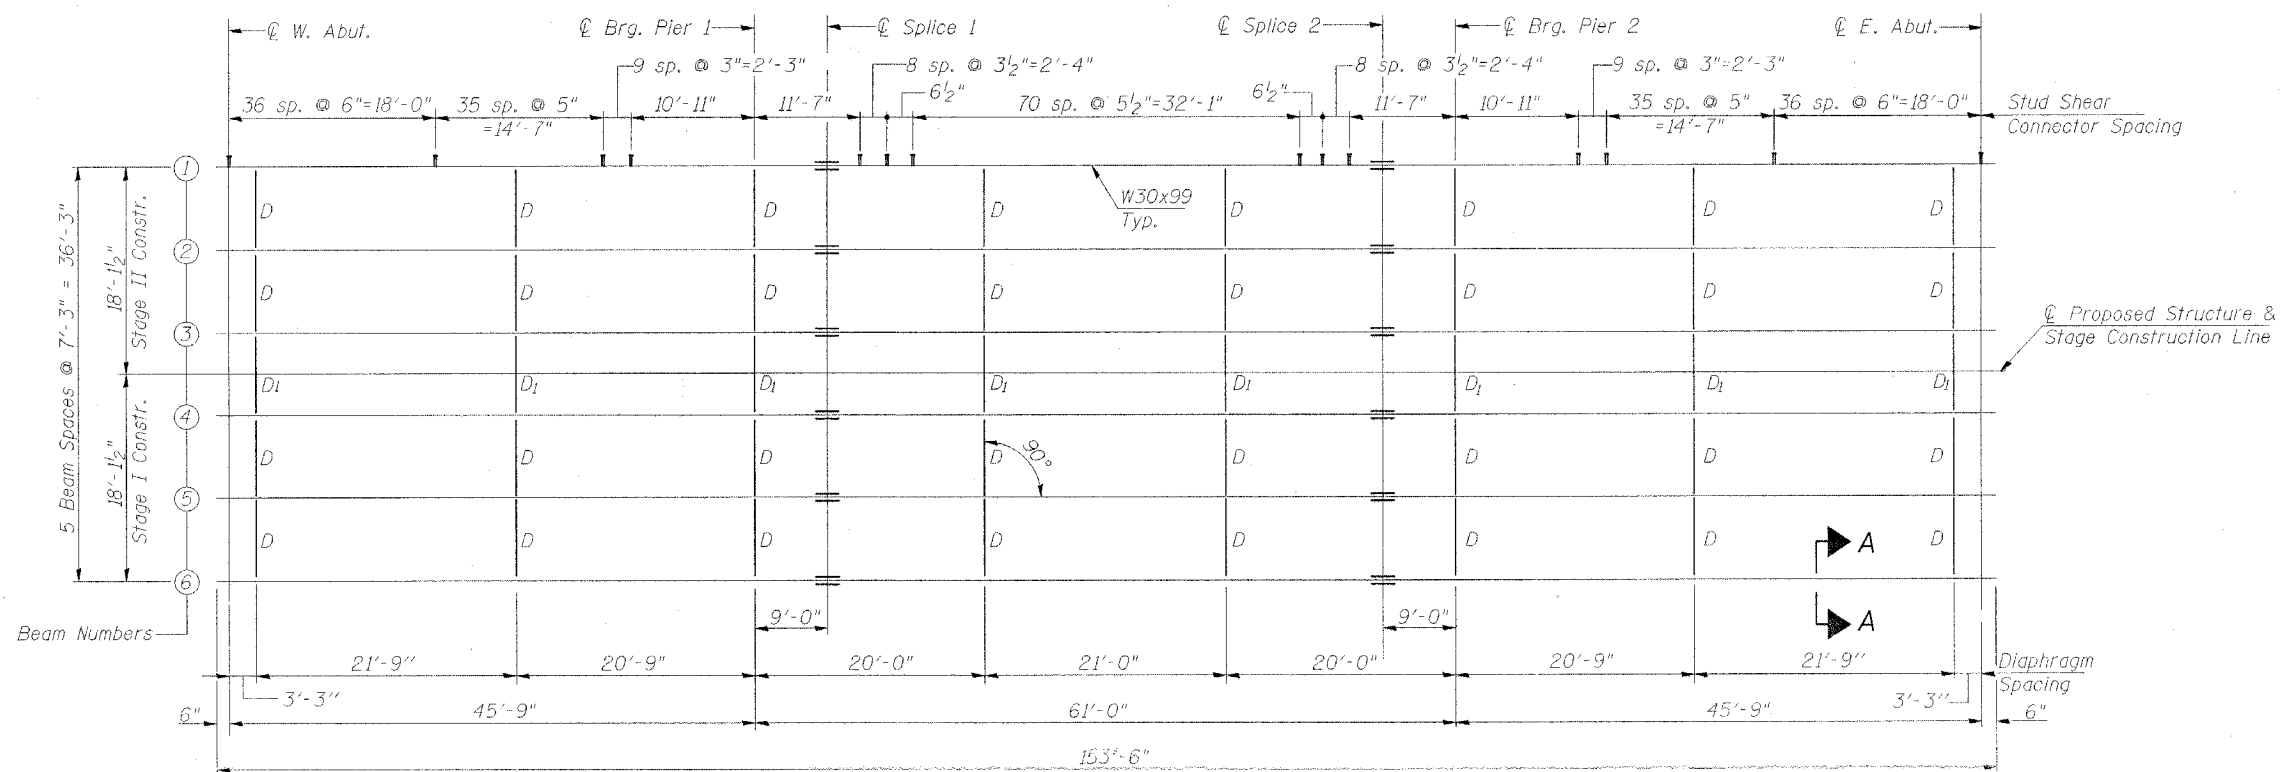 ℄ W. Abut.
℄ Brg. Pier 1
℄ Splice 1
℄ Splice 2
℄ Brg. Pier 2
℄ E. Abut.
9 sp. @ 3"=2'-3"
8 sp. @ 3½"=2'-4"
8 sp. @ 3½"=2'-4"
9 sp. @ 3"=2'-3"
36 sp. @ 6"=18'-0"
35 sp. @ 5"
=14'-7"
10'-11"
11'-7"
6½"
70 sp. @ 5½"=32'-1"
6½"
11'-7"
10'-11"
35 sp. @ 5"
=14'-7"
36 sp. @ 6"=18'-0"
Stud Shear
Connector Spacing
1
W30x99
Typ.
D D D D D D D D
2
D D D D D D D D
3
℄ Proposed Structure &
Stage Construction Line
D1 D1 D1 D1 D1 D1 D1 D1
4
90°
D D D D D D D D
5
D D D D D D D D
A
6
A
5 Beam Spaces @ 7'-3" = 36'-3"
18'-1½"
Stage II Constr.
18'-1½"
Stage I Constr.
Beam Numbers
9'-0"
9'-0"
21'-9"
20'-9"
20'-0"
21'-0"
20'-0"
20'-9"
21'-9"
Diaphragm
Spacing
3'-3"
3'-3"
6"
45'-9"
61'-0"
45'-9"
6"
153'-6"